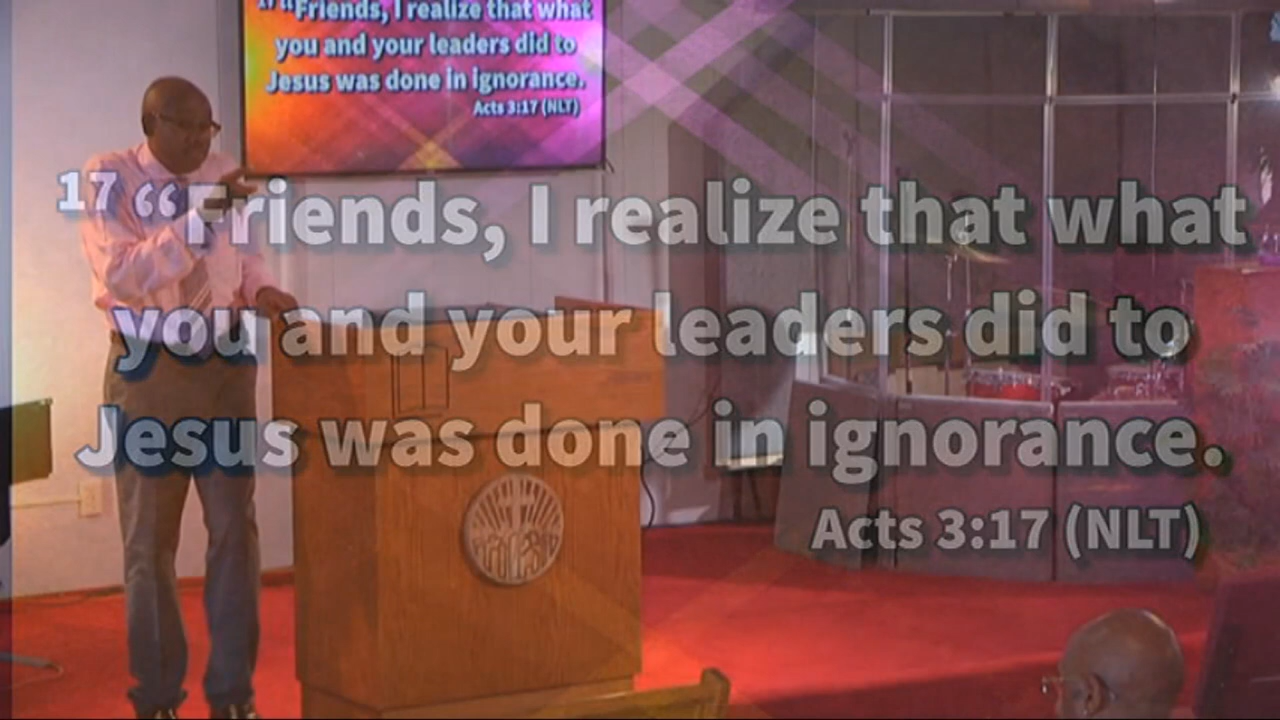 17 “Friends, I realize that what
you and your leaders did to
Jesus was done in ignorance.
Acts 3:17 (NLT)
17 “Friends, I realize that what
you and your leaders did to
Jesus was done in ignorance.
Acts 3:17 (NLT)